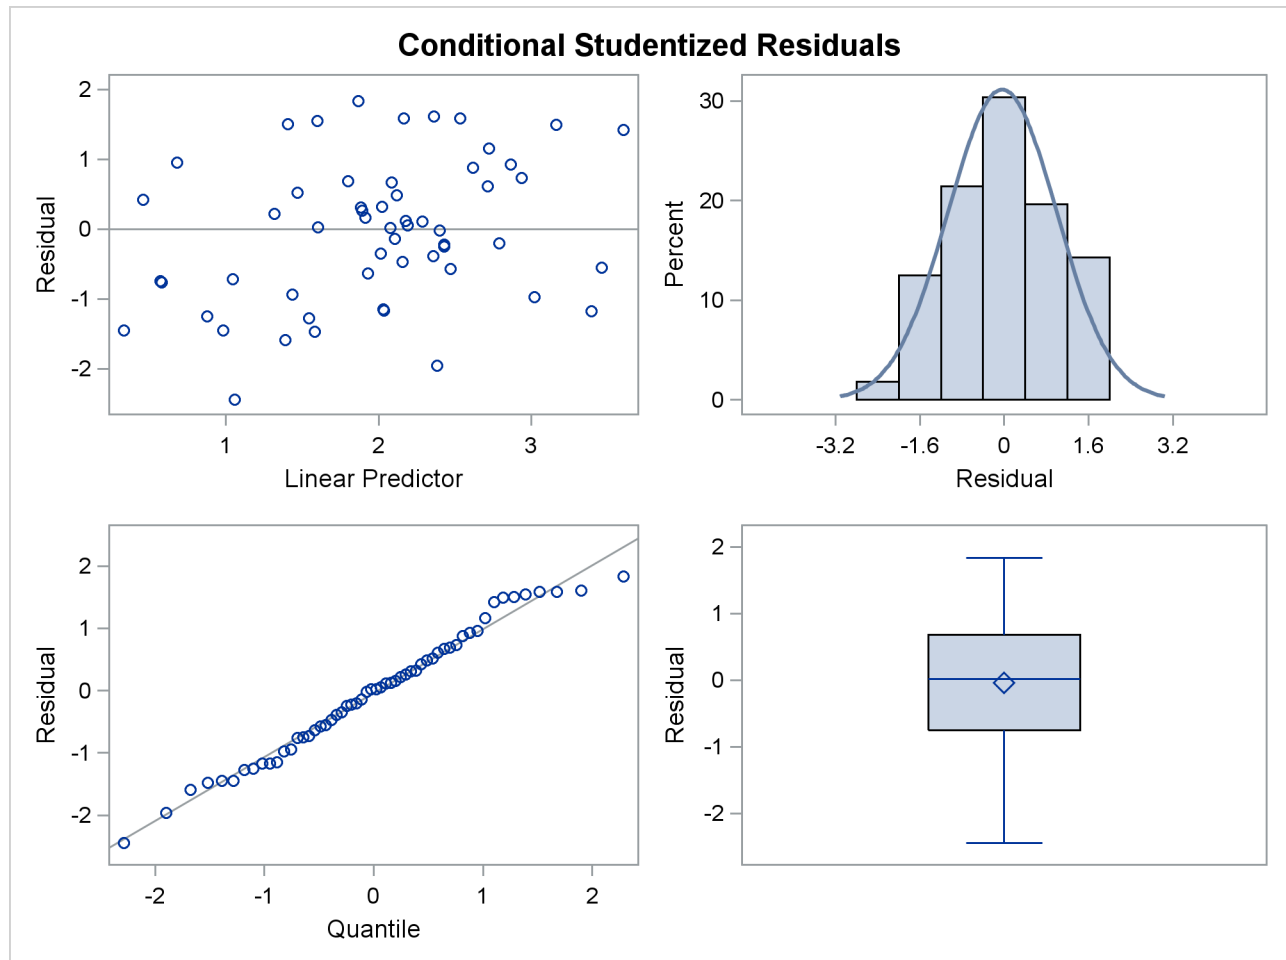 Conditional Studentized Residuals
2
1
0
-1
-2
Residual
1 2 3
Linear Predictor
30
20
10
0
Percent
-3.2 -1.6 0 1.6 3.2
Residual
2
1
0
-1
-2
Residual
-2 -1 0 1 2
Quantile
2
1
0
-1
-2
Residual